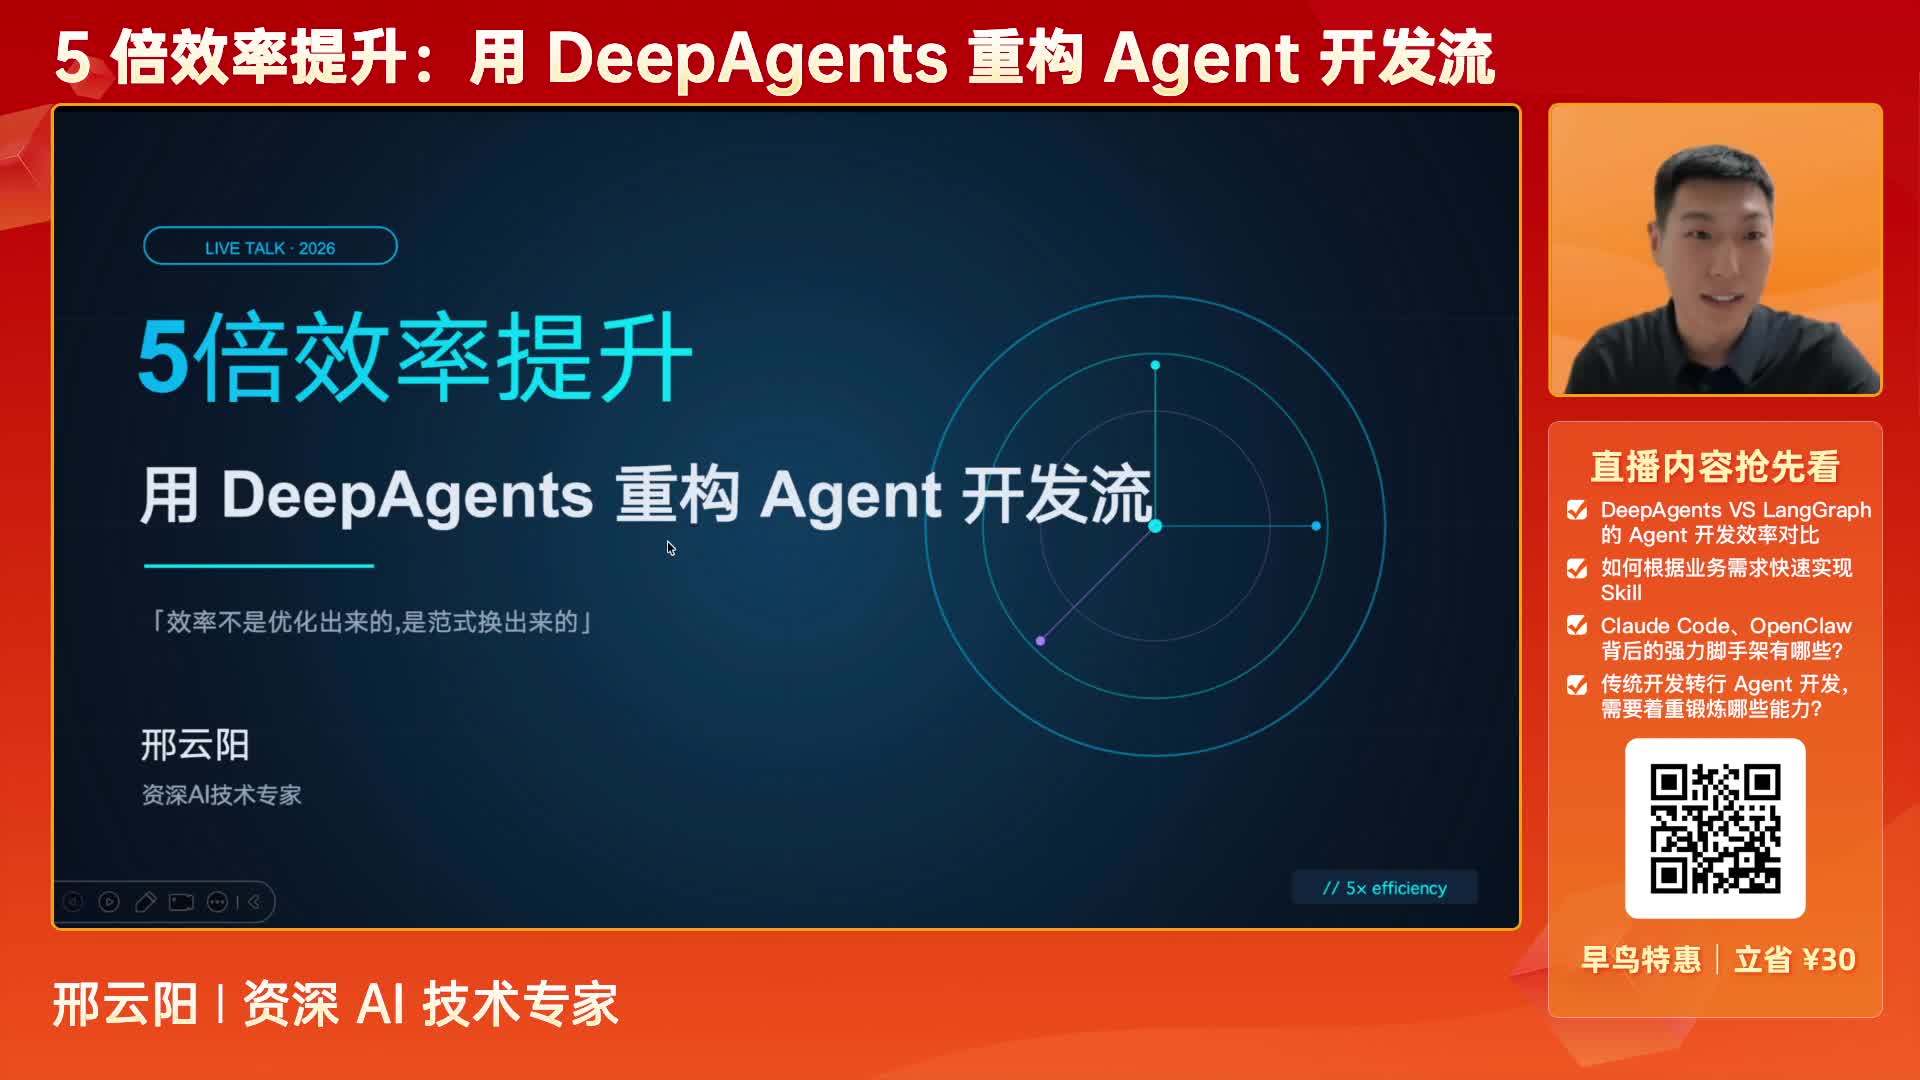 5 倍效率提升：用 DeepAgents 重构 Agent 开发流
LIVE TALK · 2026
5倍效率提升
用 DeepAgents 重构 Agent 开发流
「效率不是优化出来的,是范式换出来的」
邢云阳
资深AI技术专家
// 5× efficiency
邢云阳 | 资深 AI 技术专家
直播内容抢先看
DeepAgents VS LangGraph
的 Agent 开发效率对比
如何根据业务需求快速实现
Skill
Claude Code、OpenClaw
背后的强力脚手架有哪些?
传统开发转行 Agent 开发,
需要着重锻炼哪些能力?
早鸟特惠 | 立省 ¥30